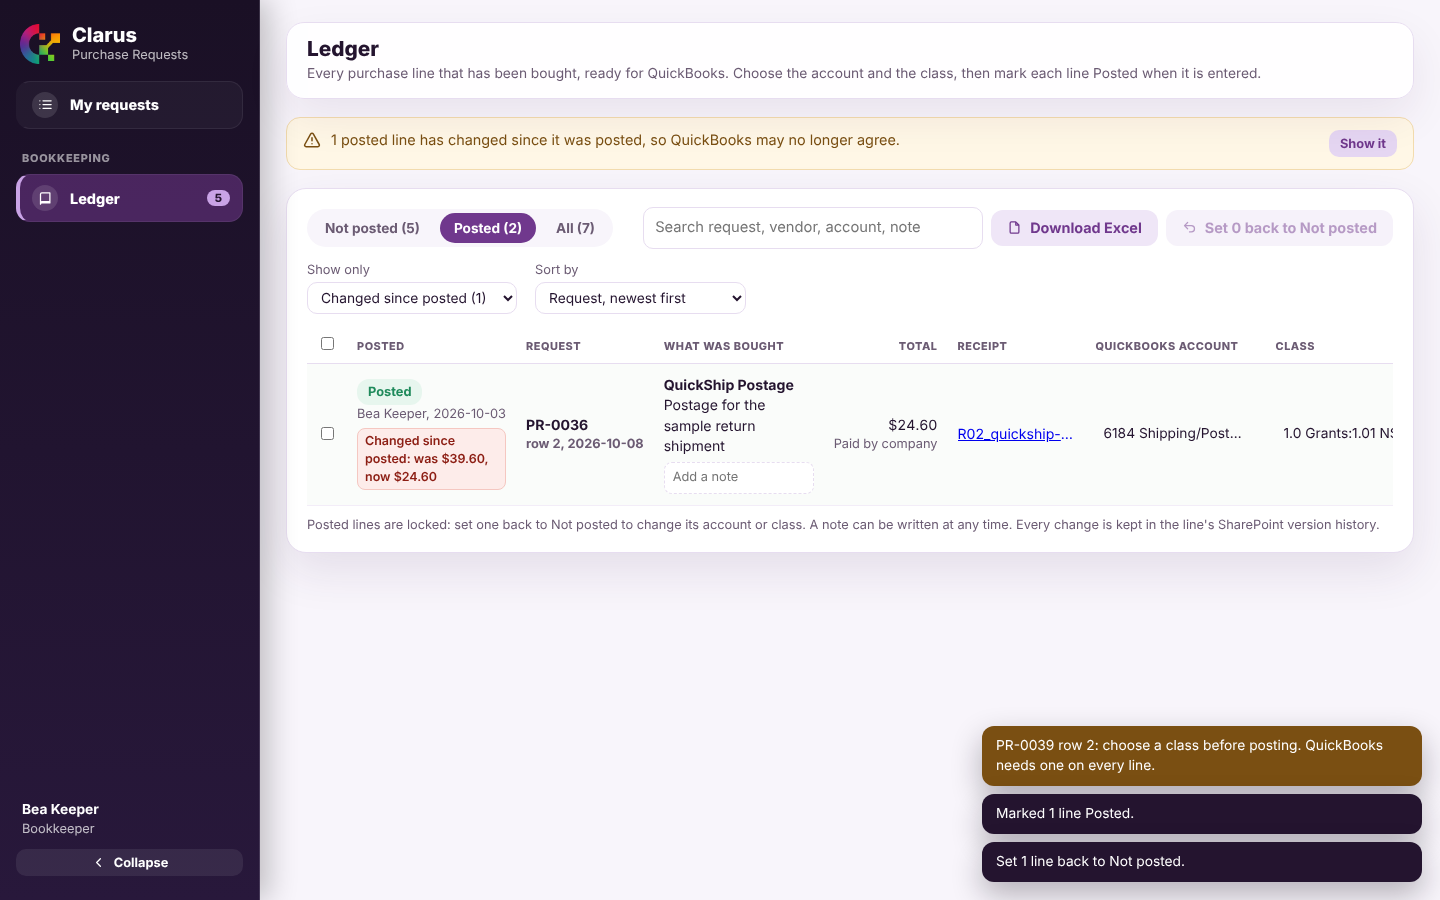 Clarus
Purchase Requests
My requests
BOOKKEEPING
Ledger
5
Bea Keeper
Bookkeeper
Collapse
Ledger
Every purchase line that has been bought, ready for QuickBooks. Choose the account and the class, then mark each line Posted when it is entered.
1 posted line has changed since it was posted, so QuickBooks may no longer agree.
Show it
Not posted (5)
Posted (2)
All (7)
Search request, vendor, account, note
Download Excel
Set 0 back to Not posted
Show only
Sort by
Changed since posted (1)
Request, newest first
POSTED
REQUEST
WHAT WAS BOUGHT
TOTAL
RECEIPT
QUICKBOOKS ACCOUNT
CLASS
Posted
Bea Keeper, 2026-10-03
Changed since
posted: was $39.60,
now $24.60
PR-0036
row 2, 2026-10-08
QuickShip Postage
Postage for the
sample return
shipment
Add a note
$24.60
Paid by company
R02_quickship-...
6184 Shipping/Post...
1.0 Grants:1.01 NS
Posted lines are locked: set one back to Not posted to change its account or class. A note can be written at any time. Every change is kept in the line's SharePoint version history.
PR-0039 row 2: choose a class before posting. QuickBooks
needs one on every line.
Marked 1 line Posted.
Set 1 line back to Not posted.